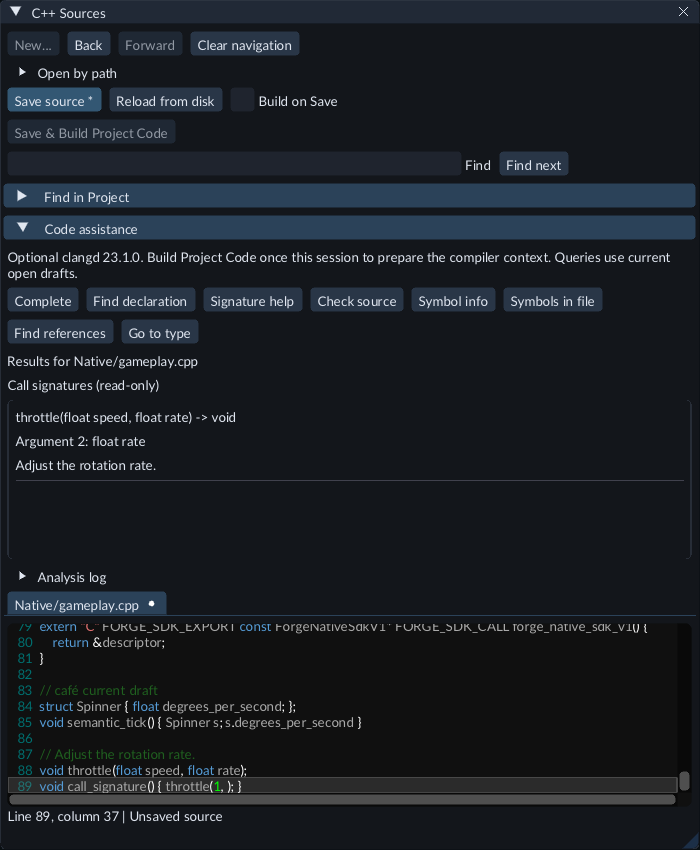 C++ Sources
New... Back Forward Clear navigation
Open by path
Save source * Reload from disk Build on Save
Save & Build Project Code
Find Find next
Find in Project
Code assistance
Optional clangd 23.1.0. Build Project Code once this session to prepare the compiler context. Queries use current
open drafts.
Complete Find declaration Signature help Check source Symbol info Symbols in file
Find references Go to type
Results for Native/gameplay.cpp
Call signatures (read-only)
throttle(float speed, float rate) -> void
Argument 2: float rate
Adjust the rotation rate.
Analysis log
Native/gameplay.cpp
79 extern "C" FORGE_SDK_EXPORT const ForgeNativeSdkV1* FORGE_SDK_CALL forge_native_sdk_v1() {
80 return &descriptor;
81 }
82
83 // café current draft
84 struct Spinner { float degrees_per_second; };
85 void semantic_tick() { Spinner s; s.degrees_per_second }
86
87 // Adjust the rotation rate.
88 void throttle(float speed, float rate);
89 void call_signature() { throttle(1, ); }
Line 89, column 37 | Unsaved source